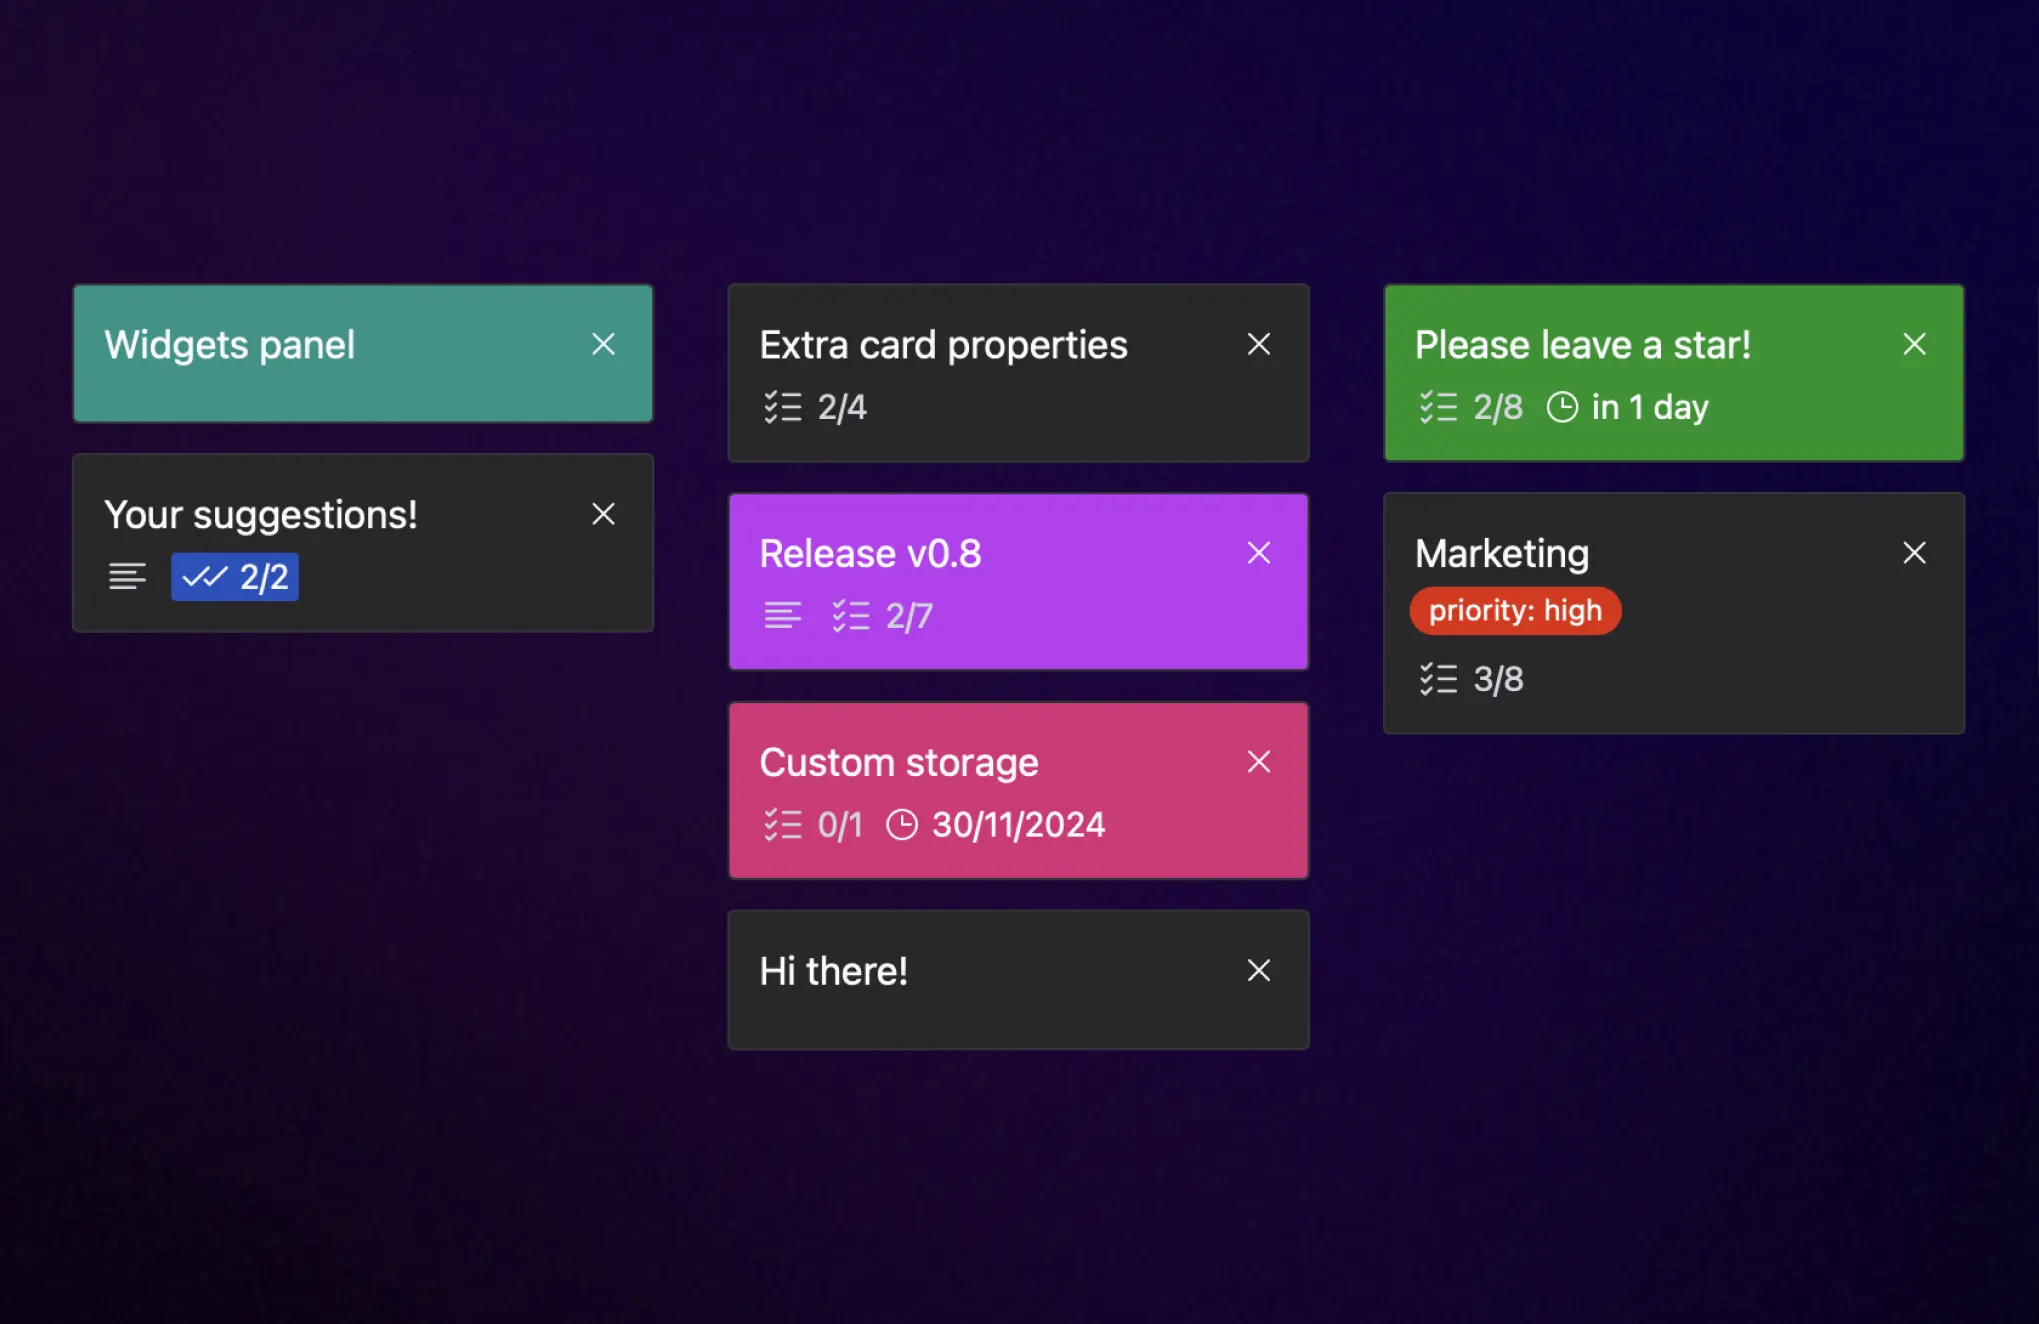 Widgets panel
Your suggestions!
2/2
Extra card properties
2/4
Release v0.8
2/7
Custom storage
0/1 30/11/2024
Hi there!
Please leave a star!
2/8 in 1 day
Marketing
priority: high
3/8